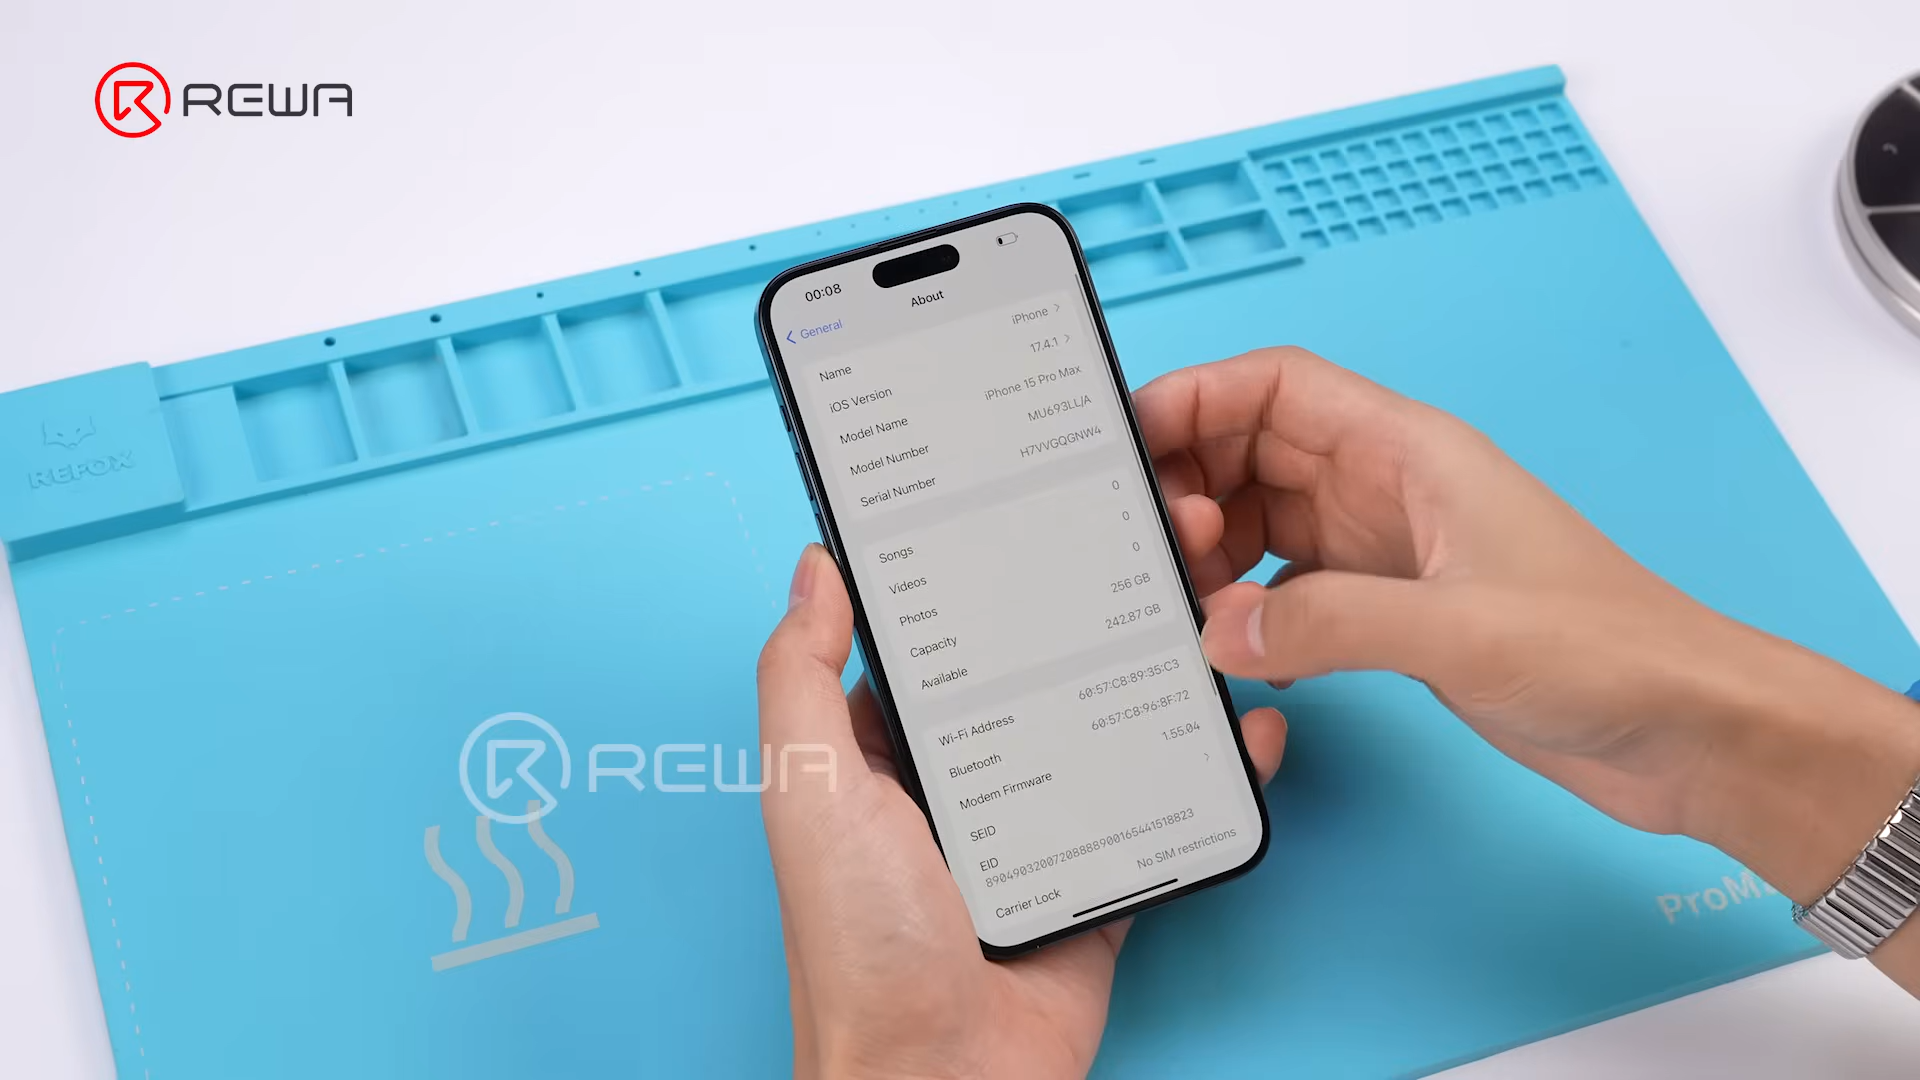 REWA
REFOX
00:08
General
About
Name iPhone
iOS Version 17.4.1
Model Name iPhone 15 Pro Max
Model Number MU693LL/A
Serial Number H7VVGQGNW4
Songs 0
Videos 0
Photos 0
Capacity 256 GB
Available 242.87 GB
Wi-Fi Address 60:57:C8:89:35:C3
Bluetooth 60:57:C8:96:8F:72
Modem Firmware 1.55.04
SEID
EID
89049032007208888900165441518823
Carrier Lock No SIM restrictions
REWA